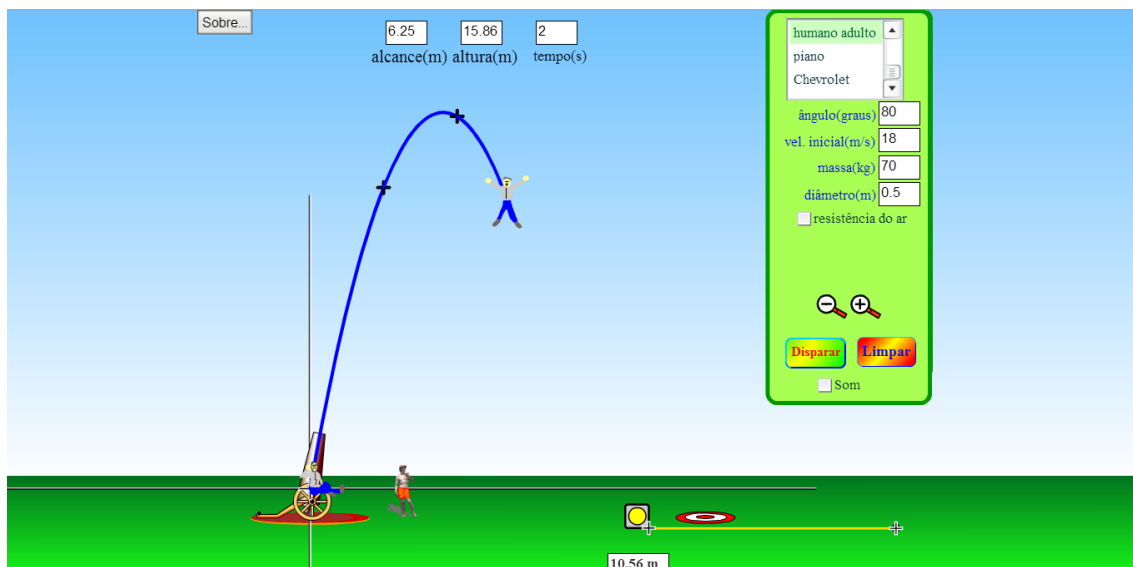 Sobre...
6.25 15.86 2
alcance(m) altura(m) tempo(s)
humano adulto
piano
Chevrolet
ângulo(graus) 80
vel. inicial(m/s) 18
massa(kg) 70
diâmetro(m) 0.5
resistência do ar
Disparar Limpar
Som
10.56 m